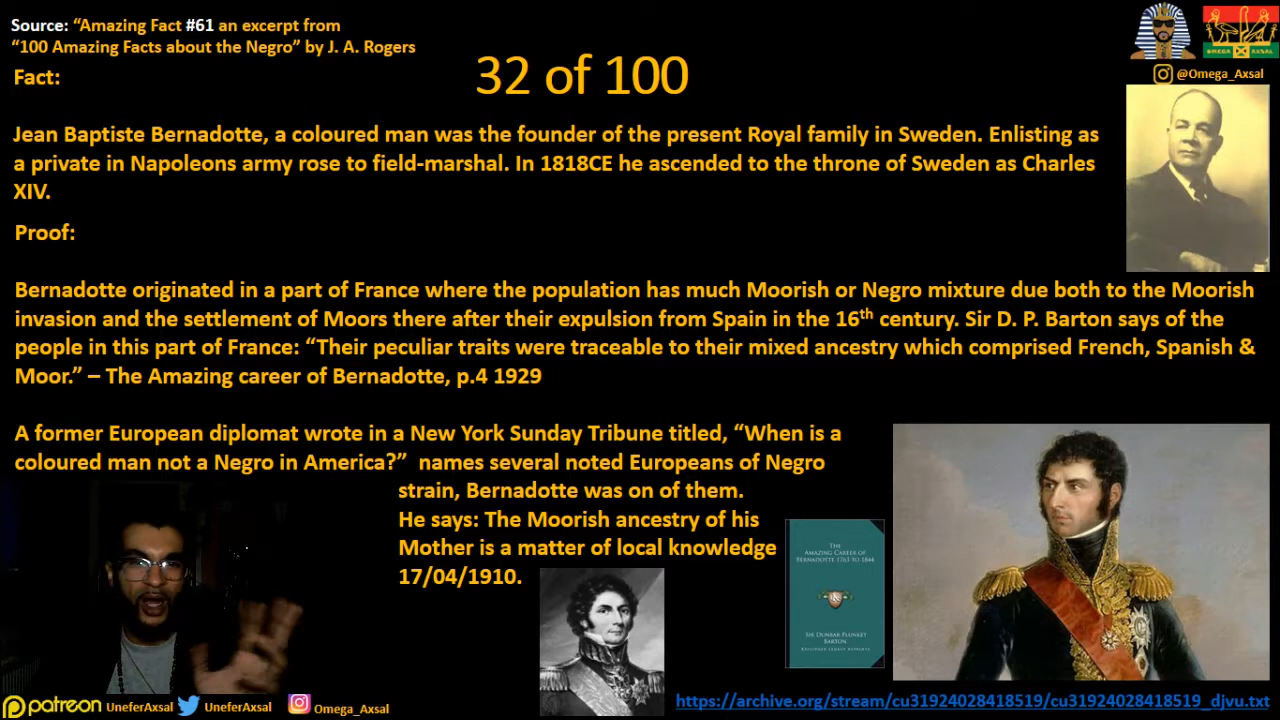 Source: “Amazing Fact #61 an excerpt from
“100 Amazing Facts about the Negro” by J. A. Rogers
Fact:
32 of 100
OMEGA AXSAL
@Omega_Axsal
Jean Baptiste Bernadotte, a coloured man was the founder of the present Royal family in Sweden. Enlisting as
a private in Napoleons army rose to field-marshal. In 1818CE he ascended to the throne of Sweden as Charles
XIV.
Proof:
Bernadotte originated in a part of France where the population has much Moorish or Negro mixture due both to the Moorish
invasion and the settlement of Moors there after their expulsion from Spain in the 16th century. Sir D. P. Barton says of the
people in this part of France: “Their peculiar traits were traceable to their mixed ancestry which comprised French, Spanish &
Moor.” – The Amazing career of Bernadotte, p.4 1929
A former European diplomat wrote in a New York Sunday Tribune titled, “When is a
coloured man not a Negro in America?” names several noted Europeans of Negro
strain, Bernadotte was on of them.
He says: The Moorish ancestry of his
Mother is a matter of local knowledge
17/04/1910.
THE
AMAZING CAREER OF
BERNADOTTE 1763 TO 1844
SIR DUNBAR PLUNKET
BARTON
patreon UneferAxsal UneferAxsal Omega_Axsal
https://archive.org/stream/cu31924028418519/cu31924028418519_djvu.txt